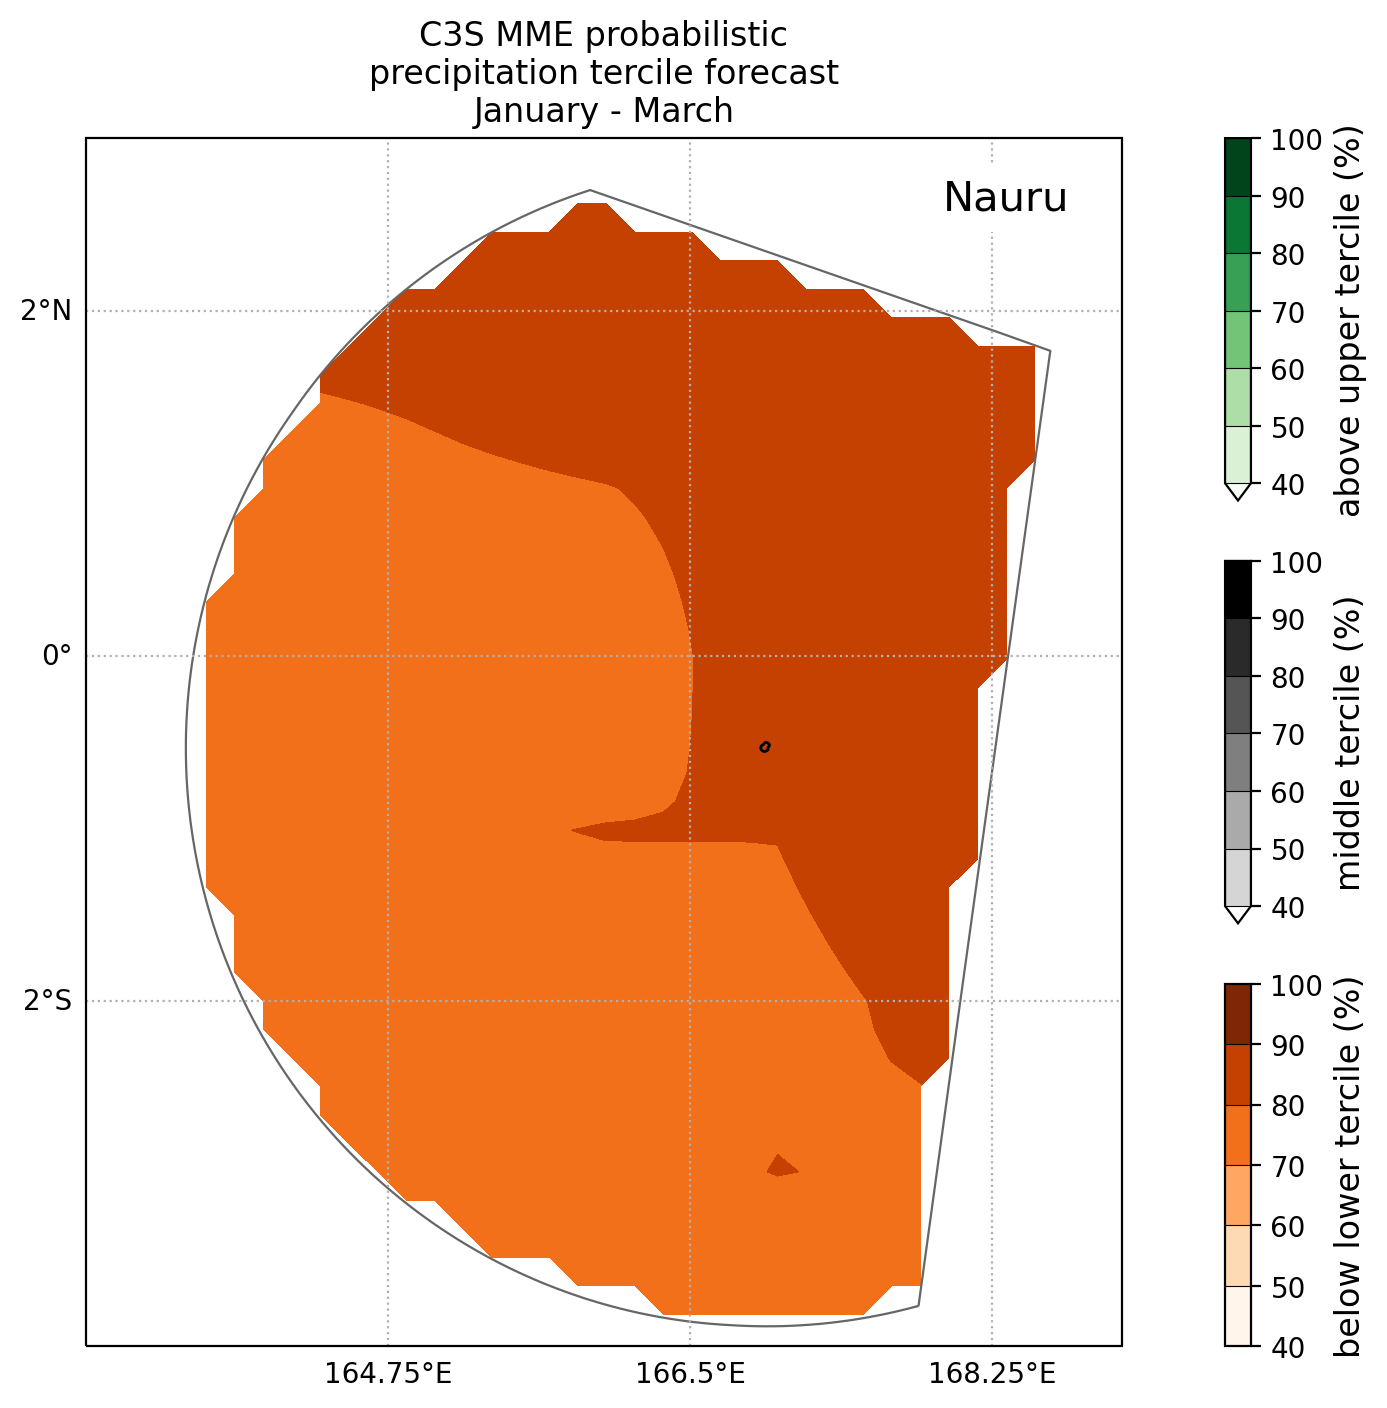 C3S MME probabilistic
precipitation tercile forecast
January - March
Nauru
2°N
0°
2°S
164.75°E
166.5°E
168.25°E
100
90
80
70
60
50
40
above upper tercile (%)
100
90
80
70
60
50
40
middle tercile (%)
100
90
80
70
60
50
40
below lower tercile (%)